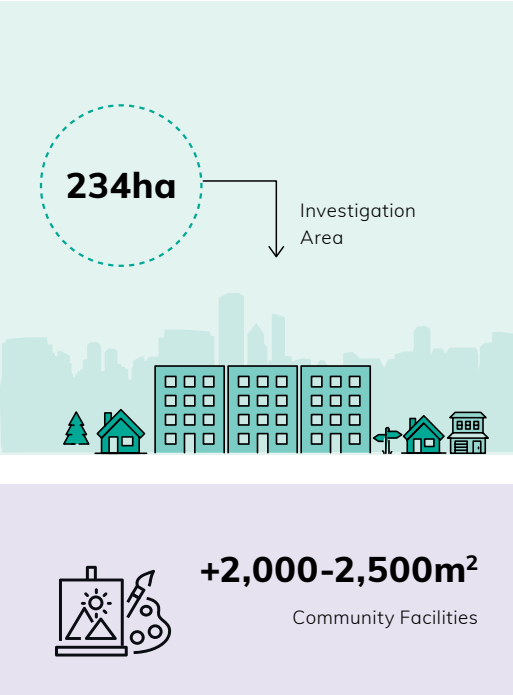 234ha
Investigation
Area
+2,000-2,500m²
Community Facilities